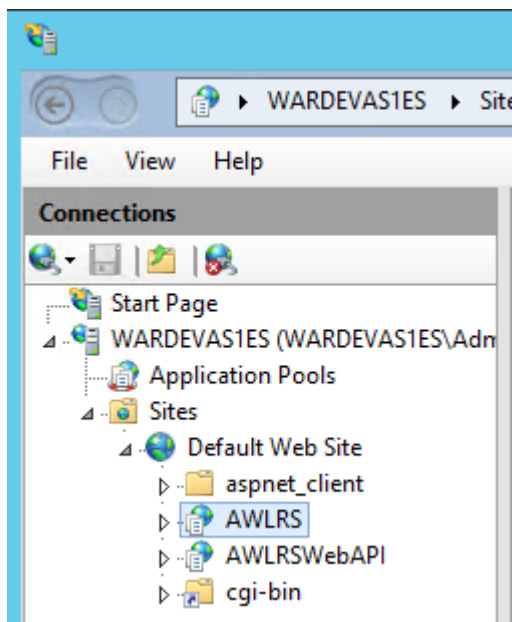 WARDEVAS1ES Site
File View Help
Connections
Start Page
WARDEVAS1ES (WARDEVAS1ES\Adm
Application Pools
Sites
Default Web Site
aspnet_client
AWLRS
AWLRSWebAPI
cgi-bin